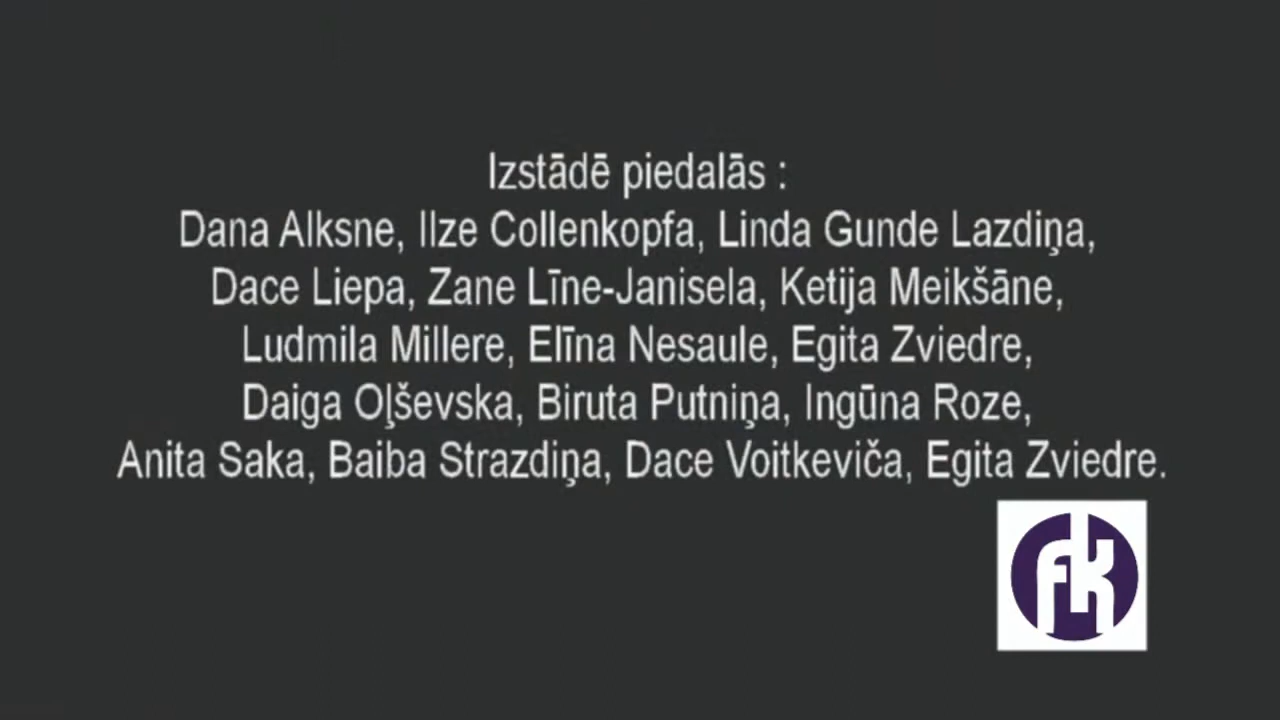 Izstādē piedalās :
Dana Alksne, Ilze Collenkopfa, Linda Gunde Lazdiņa,
Dace Liepa, Zane Līne-Janisela, Ketija Meikšāne,
Ludmila Millere, Elīna Nesaule, Egita Zviedre,
Daiga Oļševska, Biruta Putniņa, Ingūna Roze,
Anita Saka, Baiba Strazdiņa, Dace Voitkeviča, Egita Zviedre.
fk